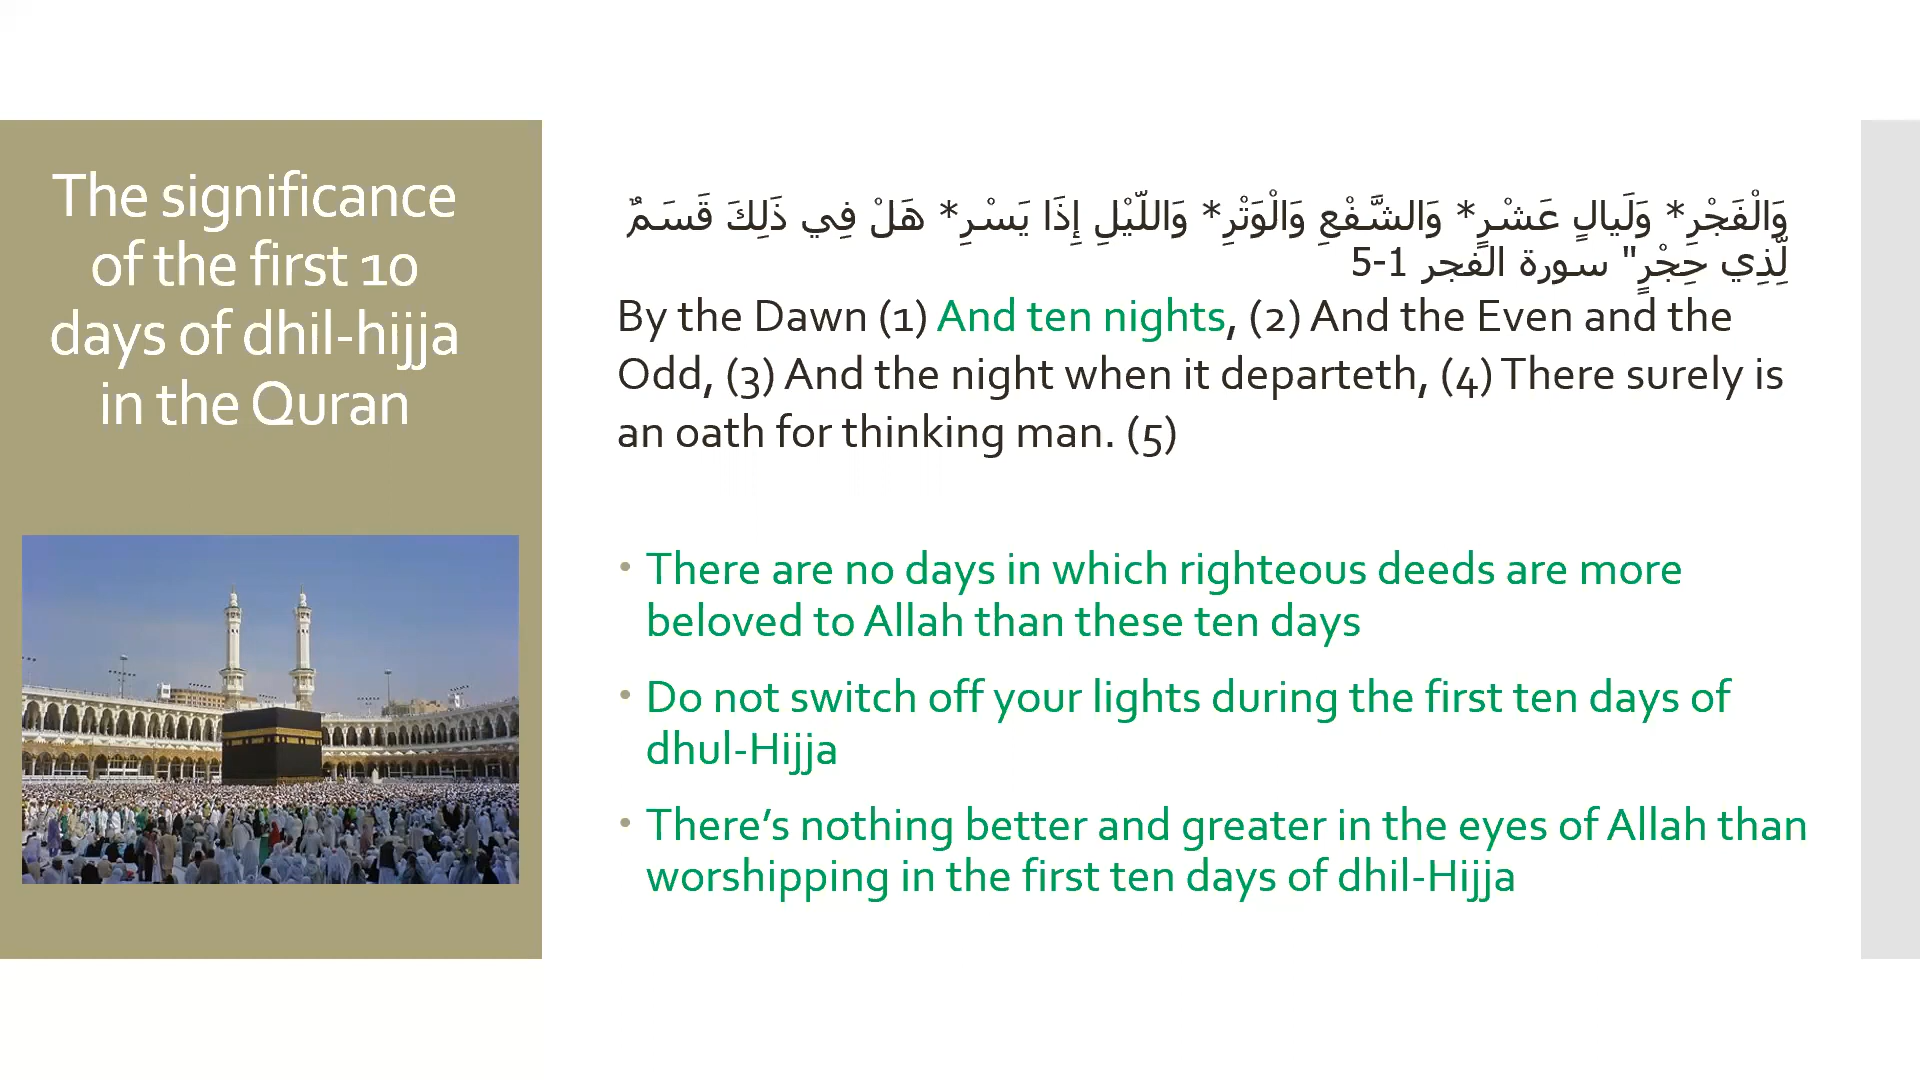 The significance
of the first 10
days of dhil-hijja
in the Quran
وَالْفَجْرِ* وَلَيالٍ عَشْرٍ* وَالشَّفْعِ وَالْوَتْرِ* وَاللّيْلِ إِذَا يَسْرِ* هَلْ فِي ذَلِكَ قَسَمٌ
لِّذِي حِجْرٍ" سورة الفجر 1-5
By the Dawn (1) And ten nights, (2) And the Even and the
Odd, (3) And the night when it departeth, (4) There surely is
an oath for thinking man. (5)
• There are no days in which righteous deeds are more
beloved to Allah than these ten days
• Do not switch off your lights during the first ten days of
dhul-Hijja
• There’s nothing better and greater in the eyes of Allah than
worshipping in the first ten days of dhil-Hijja